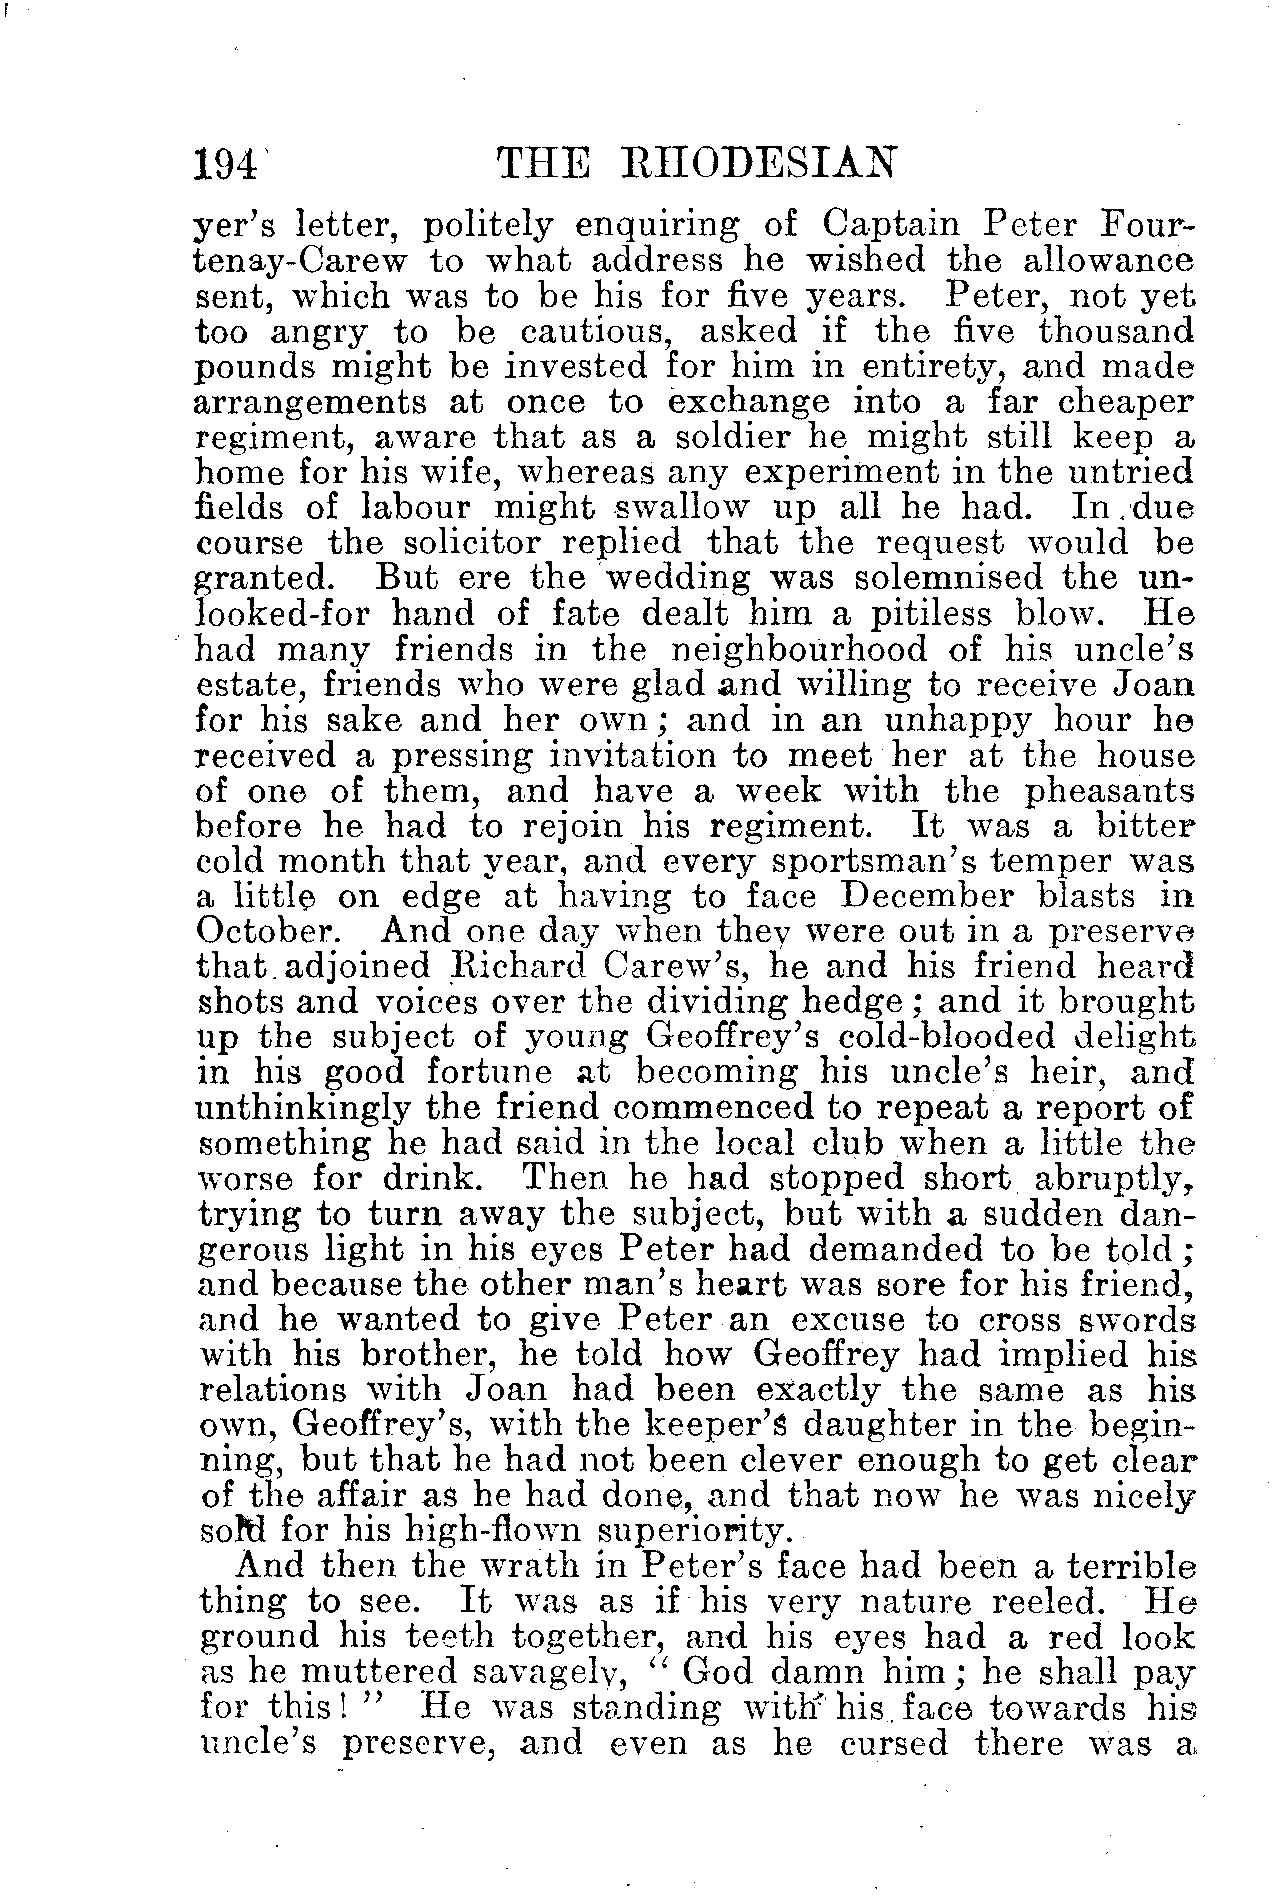 194 THE RHODESIAN
yer's letter, politely enquiring of Captain Peter Four-
tenay-Carew to what address he wished the allowance
sent, which was to be his for five years. Peter, not yet
too angry to be cautious, asked if the five thousand
pounds might be invested for him in entirety, and made
arrangements at once to exchange into a far cheaper
regiment, aware that as a soldier he might still keep a
home for his wife, whereas any experiment in the untried
fields of labour might swallow up all he had. In due
course the solicitor replied that the request would be
granted. But ere the wedding was solemnised the un-
looked-for hand of fate dealt him a pitiless blow. He
had many friends in the neighbourhood of his uncle's
estate, friends who were glad and willing to receive Joan
for his sake and her own; and in an unhappy hour he
received a pressing invitation to meet her at the house
of one of them, and have a week with the pheasants
before he had to rejoin his regiment. It was a bitter
cold month that year, and every sportsman's temper was
a little on edge at having to face December blasts in
October. And one day when they were out in a preserve
that adjoined Richard Carew's, he and his friend heard
shots and voices over the dividing hedge; and it brought
up the subject of young Geoffrey's cold-blooded delight
in his good fortune at becoming his uncle's heir, and
unthinkingly the friend commenced to repeat a report of
something he had said in the local club when a little the
worse for drink. Then he had stopped short abruptly,
trying to turn away the subject, but with a sudden dan-
gerous light in his eyes Peter had demanded to be told;
and because the other man's heart was sore for his friend,
and he wanted to give Peter an excuse to cross swords
with his brother, he told how Geoffrey had implied his
relations with Joan had been exactly the same as his
own, Geoffrey's, with the keeper's daughter in the begin-
ning, but that he had not been clever enough to get clear
of the affair as he had done, and that now he was nicely
sold for his high-flown superiority.
And then the wrath in Peter's face had been a terrible
thing to see. It was as if his very nature reeled. He
ground his teeth together, and his eyes had a red look
as he muttered savagely, "God damn him; he shall pay
for this!" He was standing with his face towards his
uncle's preserve, and even as he cursed there was a